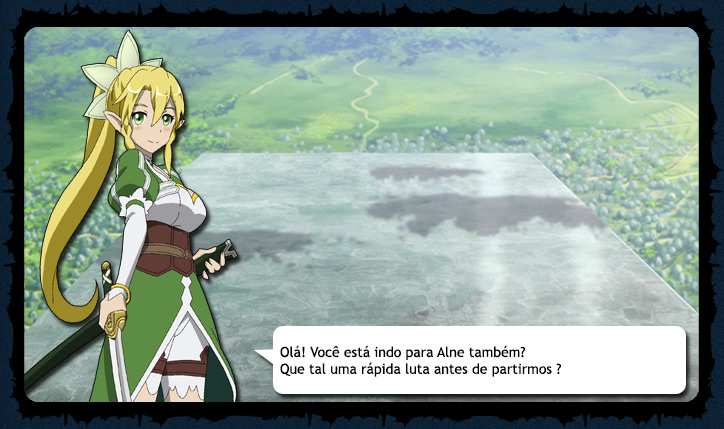 Olá! Você está indo para Alne também?
Que tal uma rápida luta antes de partirmos ?